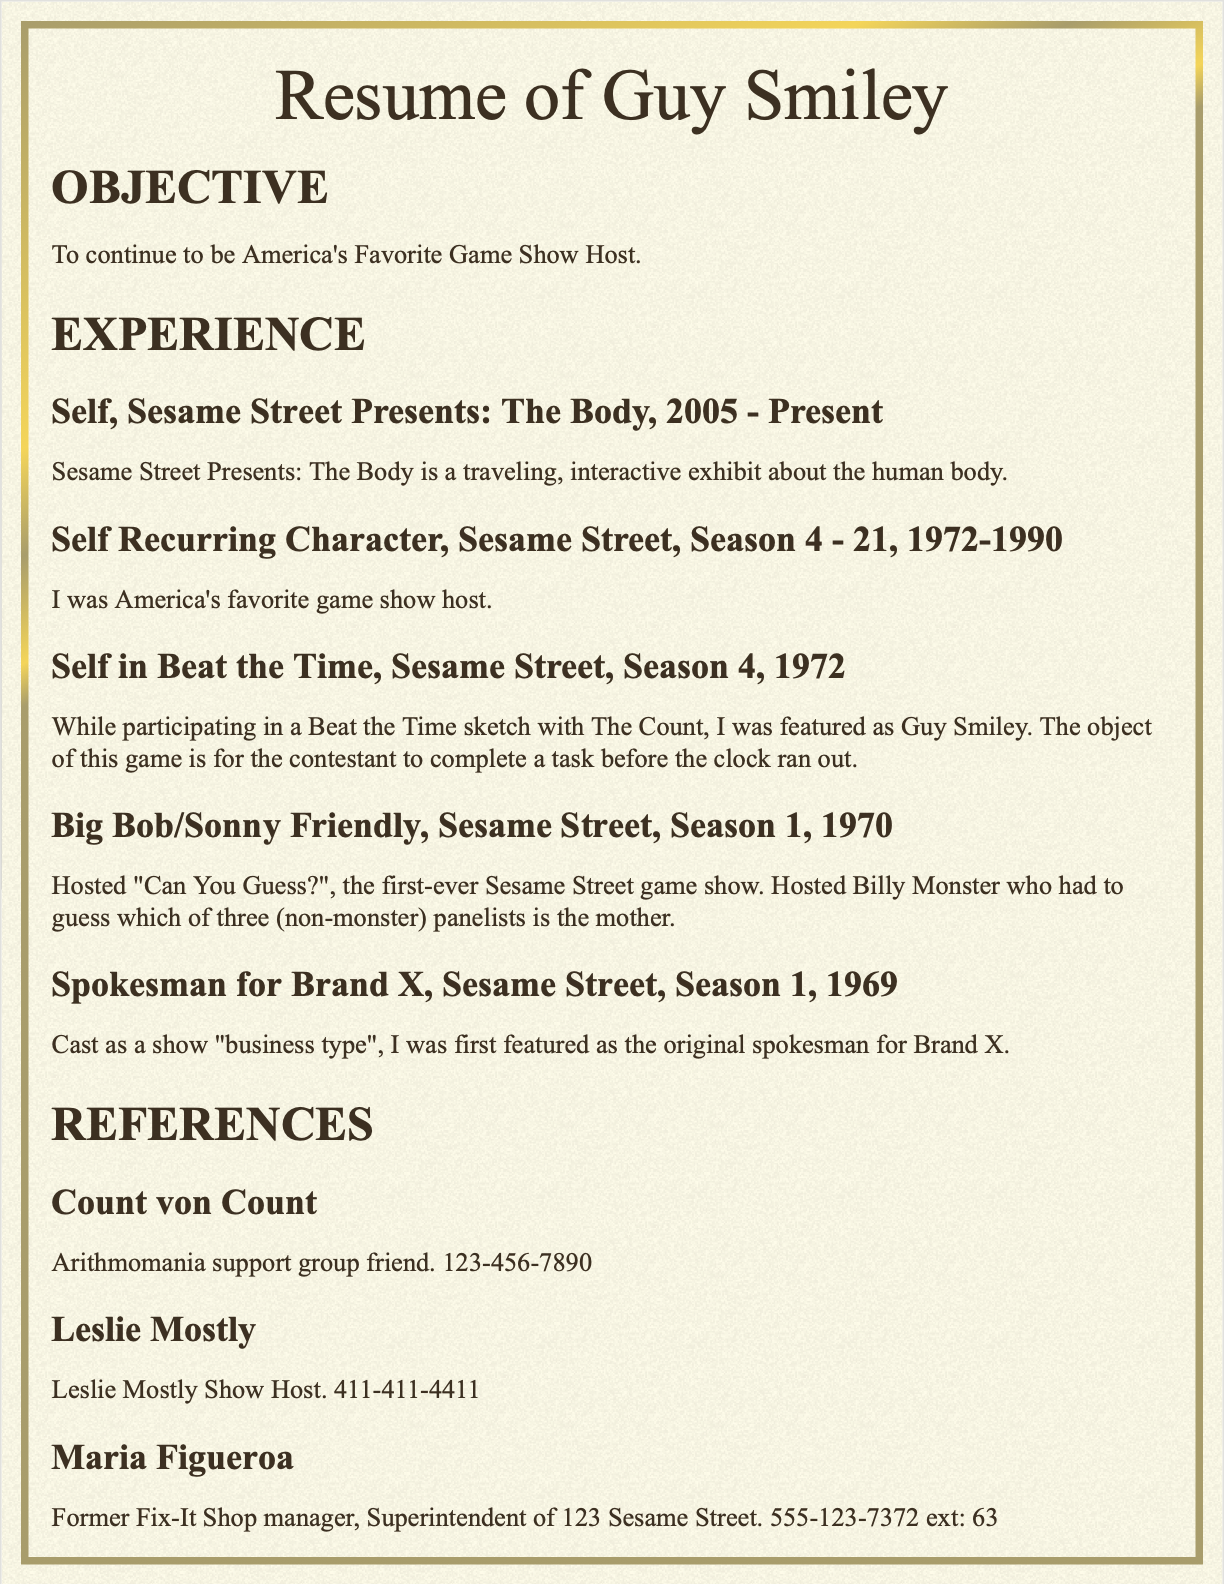 Resume of Guy Smiley
OBJECTIVE
To continue to be America's Favorite Game Show Host.
EXPERIENCE
Self, Sesame Street Presents: The Body, 2005 - Present
Sesame Street Presents: The Body is a traveling, interactive exhibit about the human body.
Self Recurring Character, Sesame Street, Season 4 - 21, 1972-1990
I was America's favorite game show host.
Self in Beat the Time, Sesame Street, Season 4, 1972
While participating in a Beat the Time sketch with The Count, I was featured as Guy Smiley. The object
of this game is for the contestant to complete a task before the clock ran out.
Big Bob/Sonny Friendly, Sesame Street, Season 1, 1970
Hosted "Can You Guess?", the first-ever Sesame Street game show. Hosted Billy Monster who had to
guess which of three (non-monster) panelists is the mother.
Spokesman for Brand X, Sesame Street, Season 1, 1969
Cast as a show "business type", I was first featured as the original spokesman for Brand X.
REFERENCES
Count von Count
Arithmomania support group friend. 123-456-7890
Leslie Mostly
Leslie Mostly Show Host. 411-411-4411
Maria Figueroa
Former Fix-It Shop manager, Superintendent of 123 Sesame Street. 555-123-7372 ext: 63